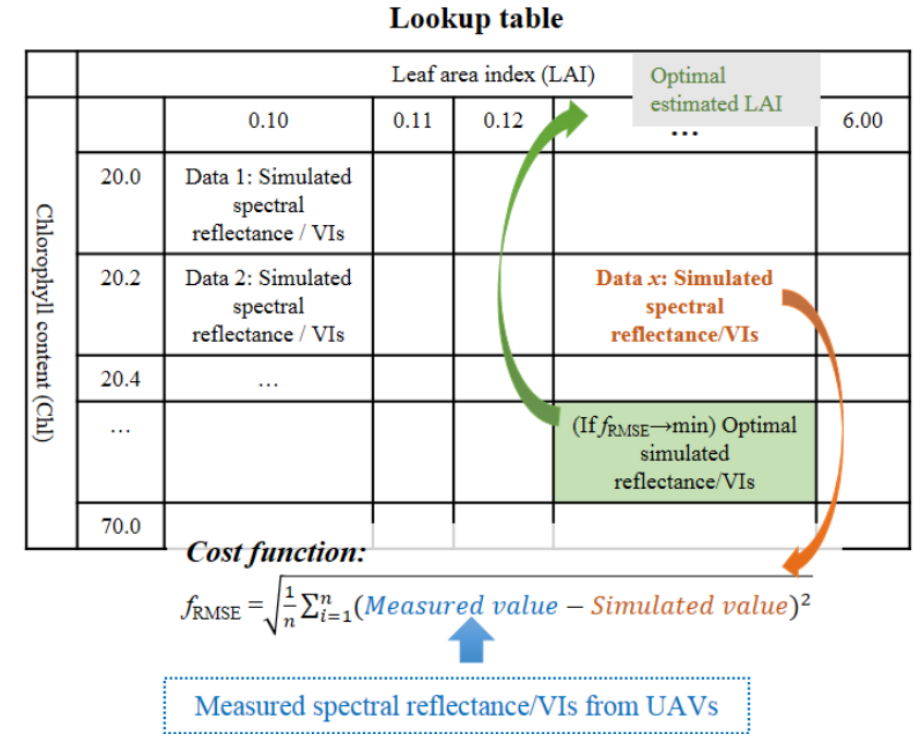 Lookup table
Leaf area index (LAI)
Optimal
estimated LAI
0.10 0.11 0.12 … 6.00
Chlorophyll content (Chl)
20.0
Data 1: Simulated
spectral
reflectance / VIs
20.2
Data 2: Simulated
spectral
reflectance / VIs
Data x: Simulated
spectral
reflectance/VIs
20.4 …
…
(If fRMSE→min) Optimal
simulated
reflectance/VIs
70.0
Cost function:
fRMSE = √(1/n ∑ⁿᵢ₌₁(Measured value − Simulated value)²)
Measured spectral reflectance/VIs from UAVs